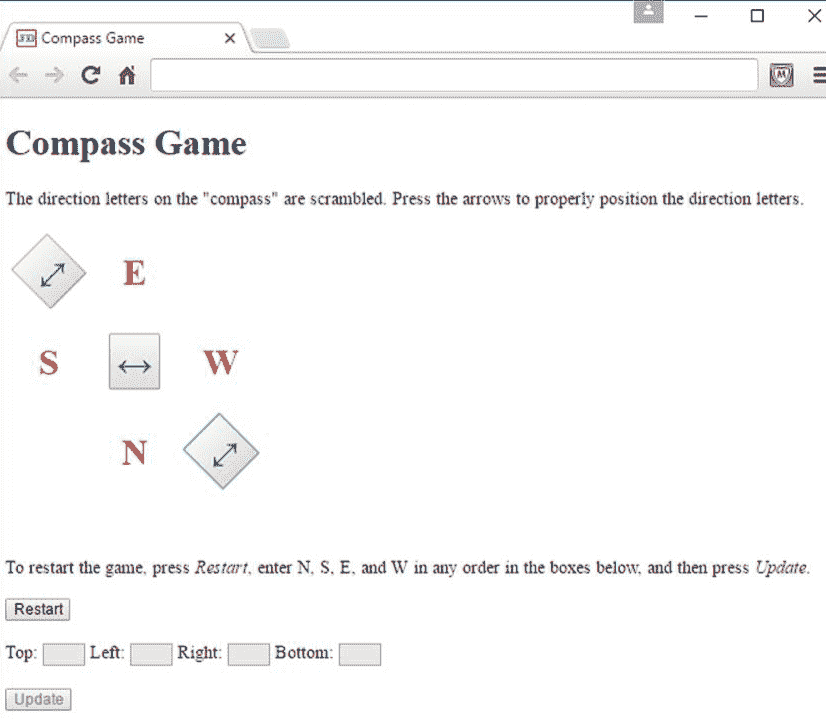 Compass Game
Compass Game
The direction letters on the "compass" are scrambled. Press the arrows to properly position the direction letters.
E
S W
N
To restart the game, press Restart, enter N, S, E, and W in any order in the boxes below, and then press Update.
Restart
Top: Left: Right: Bottom:
Update